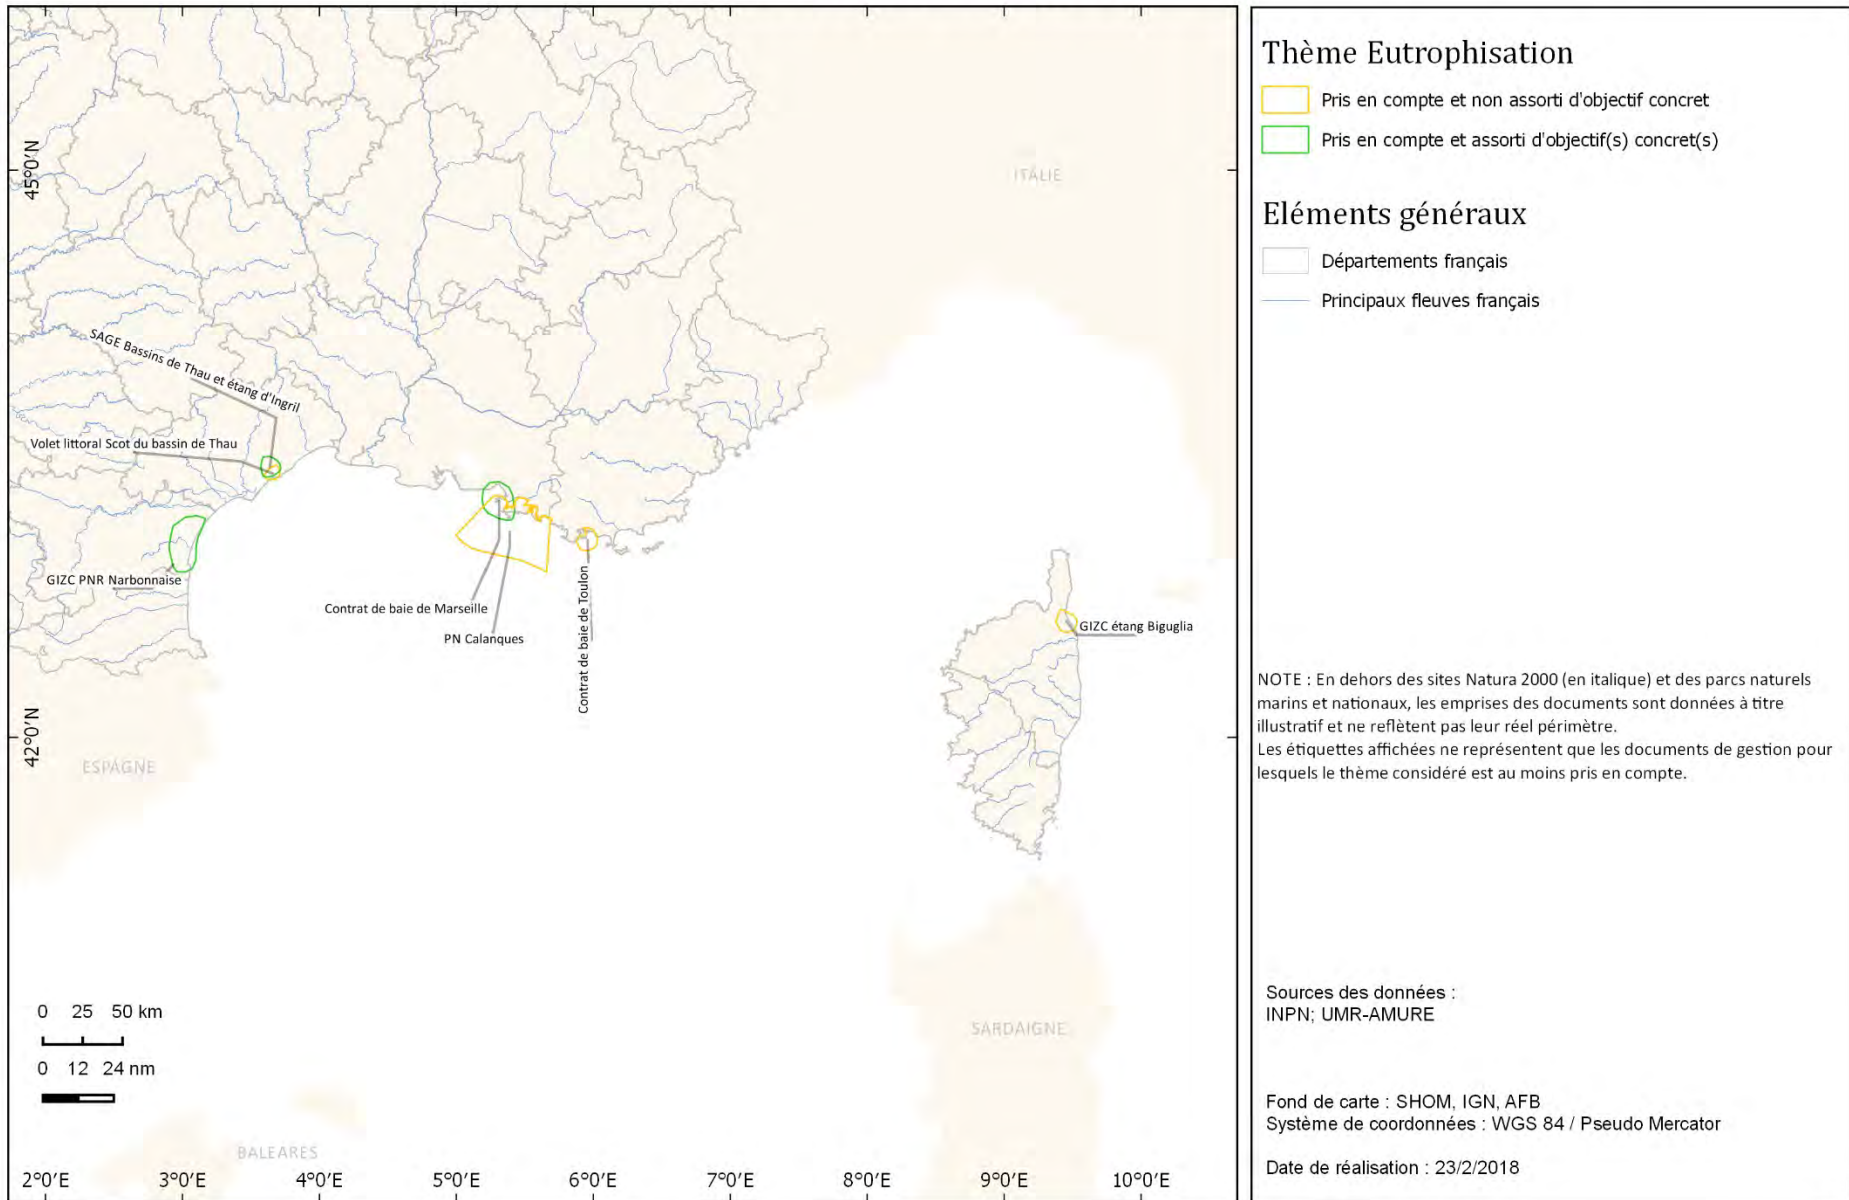 45°0'N
42°0'N
ITALIE
ESPAGNE
SARDAIGNE
BALEARES
SAGE Bassins de Thau et étang d'Ingril
Volet littoral Scot du bassin de Thau
GIZC PNR Narbonnaise
Contrat de baie de Marseille
PN Calanques
Contrat de baie de Toulon
GIZC étang Biguglia
0 25 50 km
0 12 24 nm
2°0'E 3°0'E 4°0'E 5°0'E 6°0'E 7°0'E 8°0'E 9°0'E 10°0'E
Thème Eutrophisation
Pris en compte et non assorti d'objectif concret
Pris en compte et assorti d'objectif(s) concret(s)
Eléments généraux
Départements français
Principaux fleuves français
NOTE : En dehors des sites Natura 2000 (en italique) et des parcs naturels
marins et nationaux, les emprises des documents sont données à titre
illustratif et ne reflètent pas leur réel périmètre.
Les étiquettes affichées ne représentent que les documents de gestion pour
lesquels le thème considéré est au moins pris en compte.
Sources des données :
INPN; UMR-AMURE
Fond de carte : SHOM, IGN, AFB
Système de coordonnées : WGS 84 / Pseudo Mercator
Date de réalisation : 23/2/2018